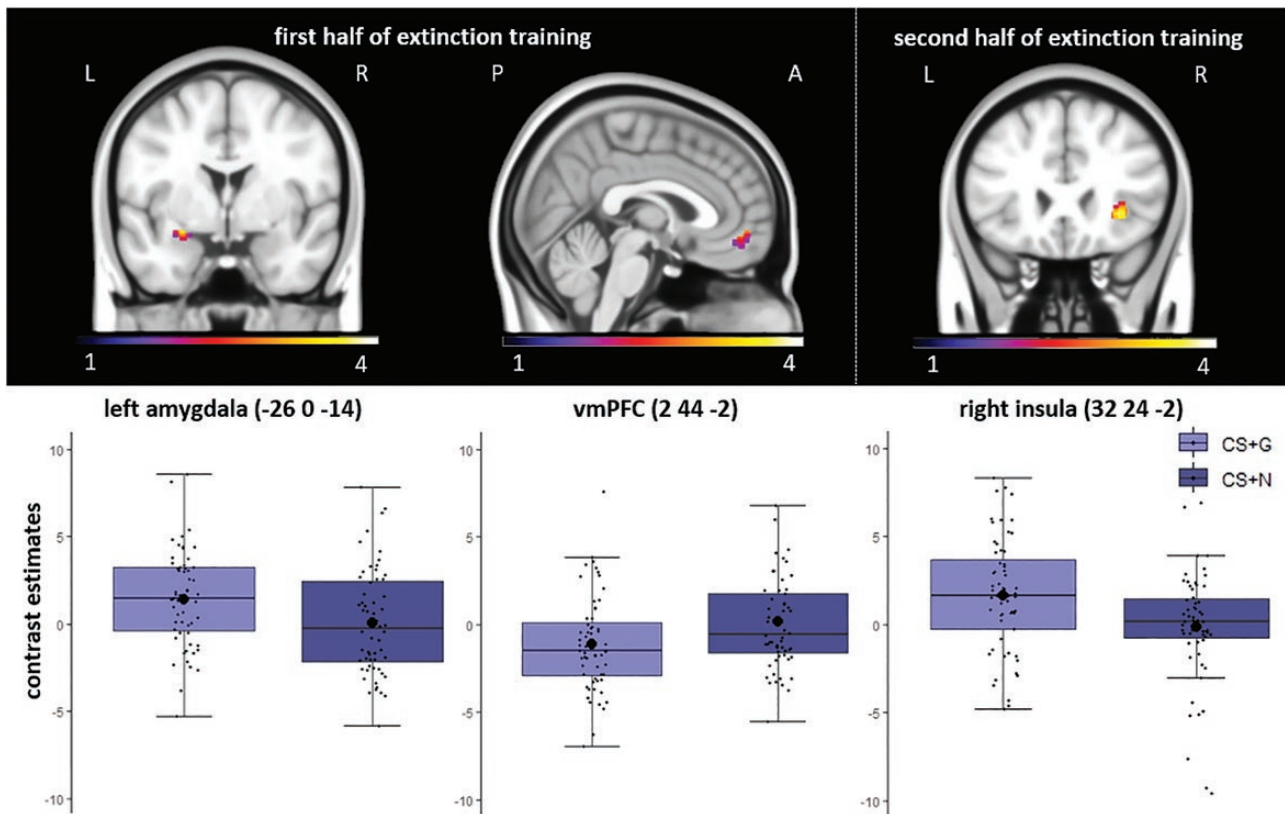 first half of extinction training
second half of extinction training
L R P A L R
1 4 1 4 1 4
left amygdala (-26 0 -14)
vmPFC (2 44 -2)
right insula (32 24 -2)
CS+G
CS+N
contrast estimates
10
5
0
-5
-10
10
5
0
-5
-10
10
5
0
-5
-10